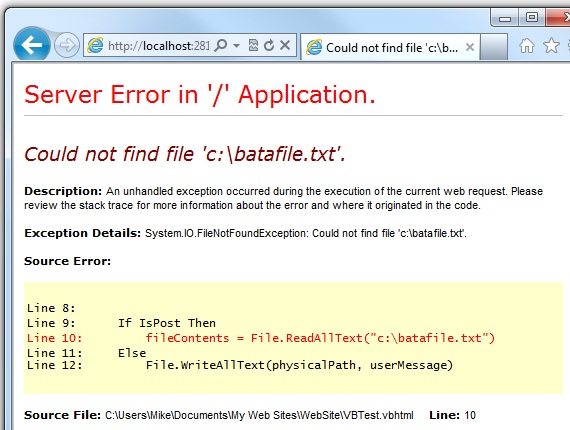 http://localhost:281
Could not find file 'c:\b...
Server Error in '/' Application.
Could not find file 'c:\batafile.txt'.
Description: An unhandled exception occurred during the execution of the current web request. Please
review the stack trace for more information about the error and where it originated in the code.
Exception Details: System.IO.FileNotFoundException: Could not find file 'c:\batafile.txt'.
Source Error:
Line 8:
Line 9:     If IsPost Then
Line 10:         fileContents = File.ReadAllText("c:\batafile.txt")
Line 11:     Else
Line 12:         File.WriteAllText(physicalPath, userMessage)
Source File: C:\Users\Mike\Documents\My Web Sites\WebSite\VBTest.vbhtml    Line: 10